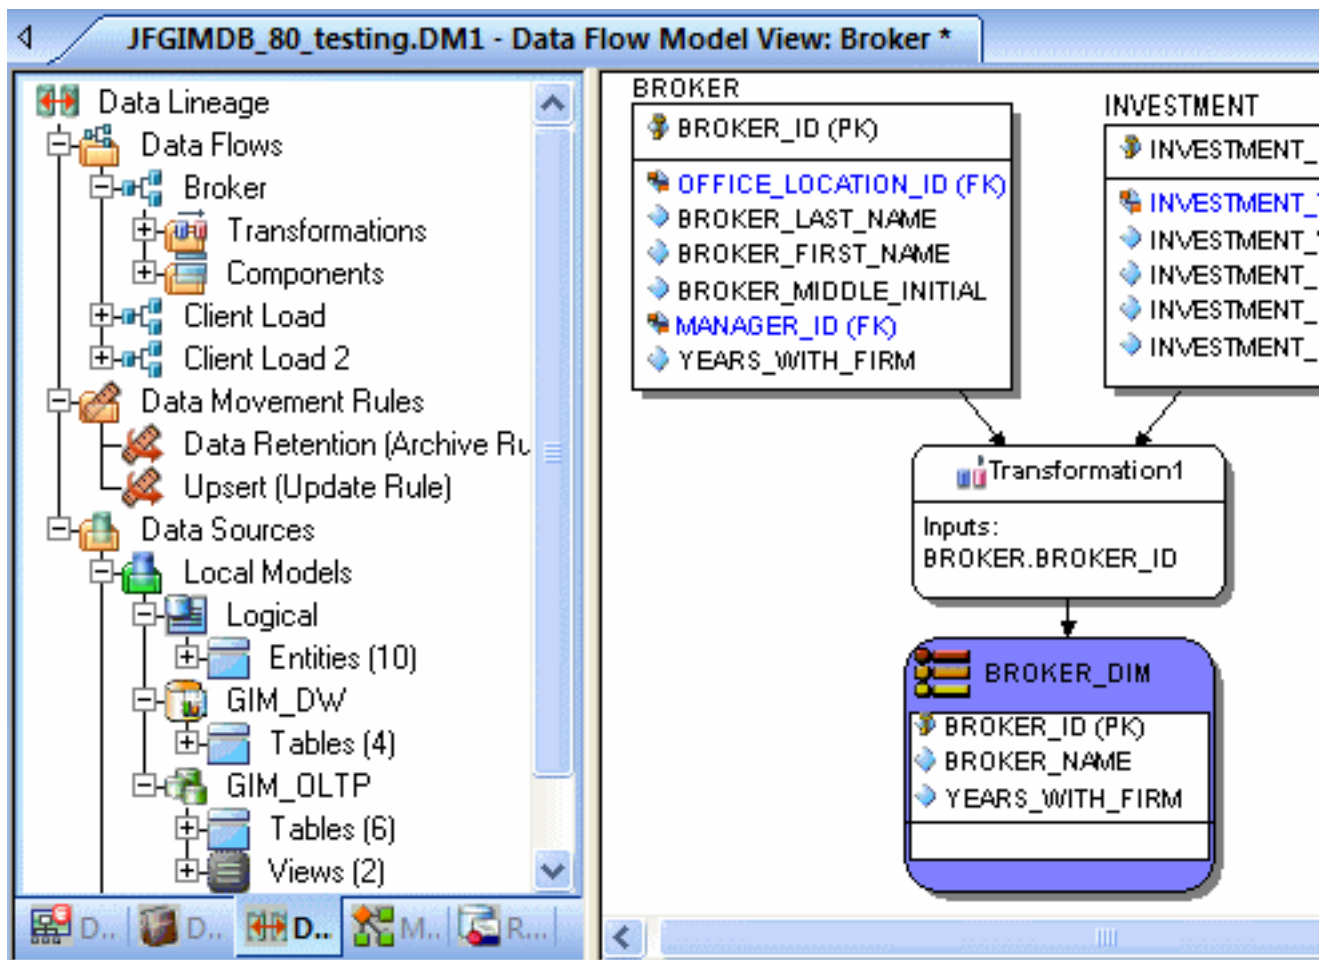 JFGIMDB_80_testing.DM1 - Data Flow Model View: Broker *
Data Lineage
Data Flows
Broker
Transformations
Components
Client Load
Client Load 2
Data Movement Rules
Data Retention (Archive Ru
Upsert (Update Rule)
Data Sources
Local Models
Logical
Entities (10)
GIM_DW
Tables (4)
GIM_OLTP
Tables (6)
Views (2)
D.. D.. D.. M.. R...
BROKER
BROKER_ID (PK)
OFFICE_LOCATION_ID (FK)
BROKER_LAST_NAME
BROKER_FIRST_NAME
BROKER_MIDDLE_INITIAL
MANAGER_ID (FK)
YEARS_WITH_FIRM
INVESTMENT
INVESTMENT_
INVESTMENT_
INVESTMENT_
INVESTMENT_
INVESTMENT_
INVESTMENT_
Transformation1
Inputs:
BROKER.BROKER_ID
BROKER_DIM
BROKER_ID (PK)
BROKER_NAME
YEARS_WITH_FIRM